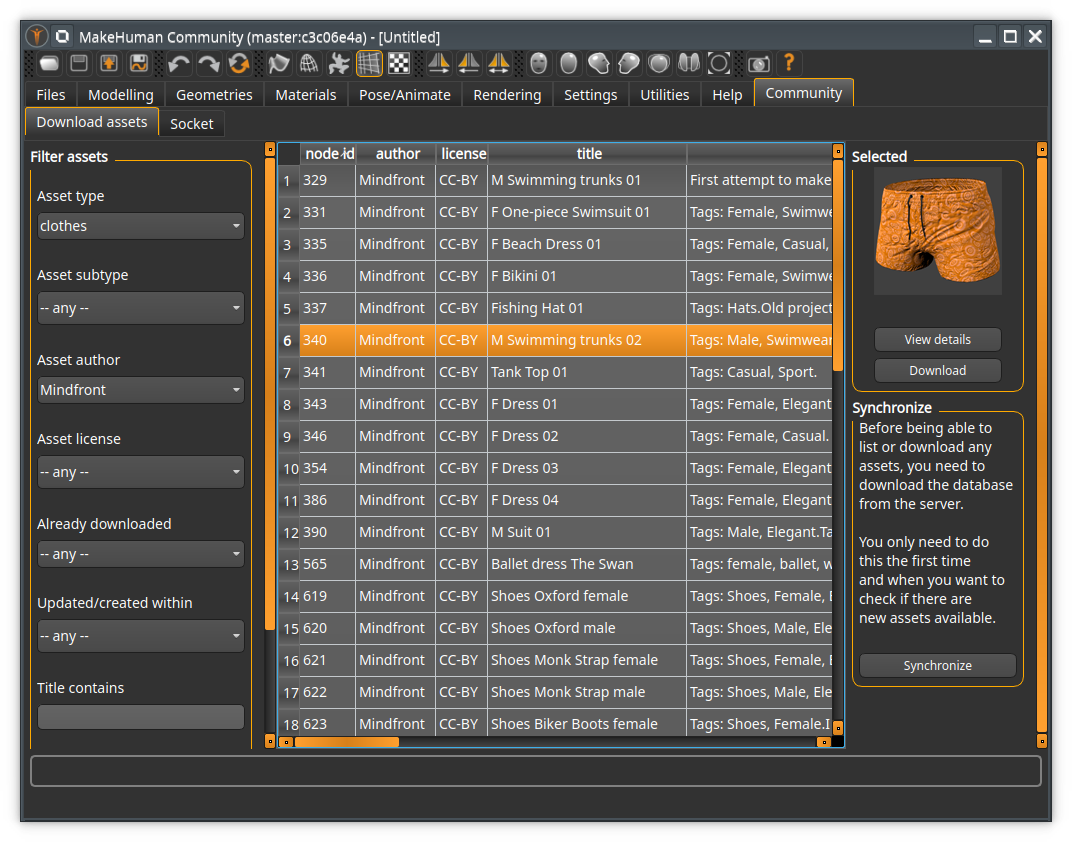 MakeHuman Community (master:c3c06e4a) - [Untitled]
Files Modelling Geometries Materials Pose/Animate Rendering Settings Utilities Help Community
Download assets Socket
Filter assets
Asset type
clothes
Asset subtype
-- any --
Asset author
Mindfront
Asset license
-- any --
Already downloaded
-- any --
Updated/created within
-- any --
Title contains
node id author license title
1 329 Mindfront CC-BY M Swimming trunks 01 First attempt to make
2 331 Mindfront CC-BY F One-piece Swimsuit 01 Tags: Female, Swimwe
3 335 Mindfront CC-BY F Beach Dress 01 Tags: Female, Casual,
4 336 Mindfront CC-BY F Bikini 01 Tags: Female, Swimwe
5 337 Mindfront CC-BY Fishing Hat 01 Tags: Hats.Old project
6 340 Mindfront CC-BY M Swimming trunks 02 Tags: Male, Swimwear
7 341 Mindfront CC-BY Tank Top 01 Tags: Casual, Sport.
8 343 Mindfront CC-BY F Dress 01 Tags: Female, Elegant
9 346 Mindfront CC-BY F Dress 02 Tags: Female, Casual.
10 354 Mindfront CC-BY F Dress 03 Tags: Female, Elegant
11 386 Mindfront CC-BY F Dress 04 Tags: Female, Elegant
12 390 Mindfront CC-BY M Suit 01 Tags: Male, Elegant.Ta
13 565 Mindfront CC-BY Ballet dress The Swan Tags: female, ballet, w
14 619 Mindfront CC-BY Shoes Oxford female Tags: Shoes, Female, E
15 620 Mindfront CC-BY Shoes Oxford male Tags: Shoes, Male, Ele
16 621 Mindfront CC-BY Shoes Monk Strap female Tags: Shoes, Female, E
17 622 Mindfront CC-BY Shoes Monk Strap male Tags: Shoes, Male, Ele
18 623 Mindfront CC-BY Shoes Biker Boots female Tags: Shoes, Female.I
Selected
View details
Download
Synchronize
Before being able to
list or download any
assets, you need to
download the database
from the server.
You only need to do
this the first time
and when you want to
check if there are
new assets available.
Synchronize